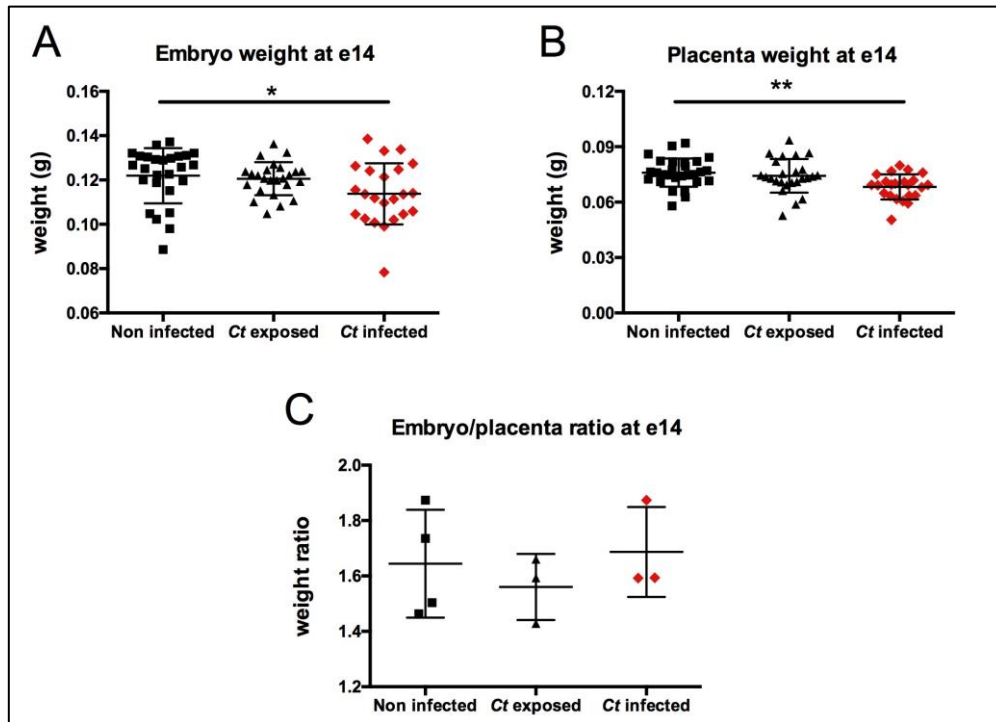 A
Embryo weight at e14
*
weight (g)
0.16
0.14
0.12
0.10
0.08
0.06
Non infected
Ct exposed
Ct infected
B
Placenta weight at e14
**
weight (g)
0.12
0.09
0.06
0.03
0.00
Non infected
Ct exposed
Ct infected
C
Embryo/placenta ratio at e14
weight ratio
2.0
1.8
1.6
1.4
1.2
Non infected
Ct exposed
Ct infected